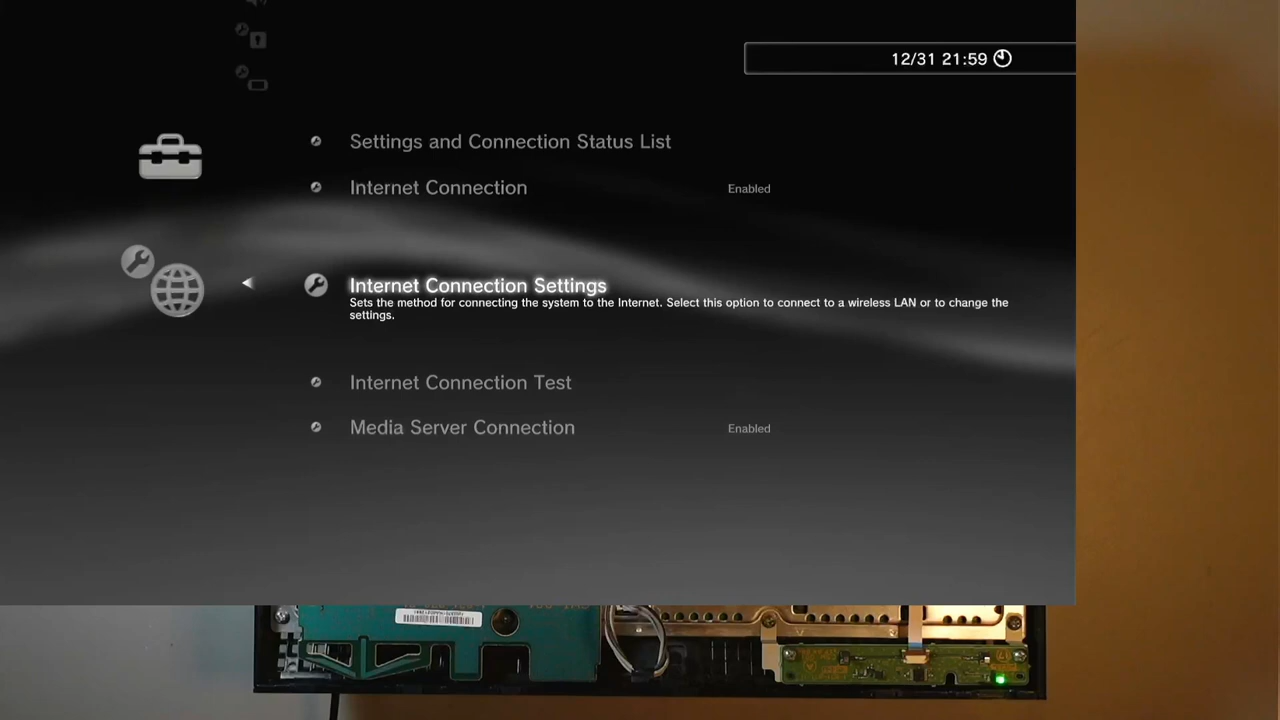 12/31 21:59
Settings and Connection Status List
Internet Connection Enabled
Internet Connection Settings
Sets the method for connecting the system to the Internet. Select this option to connect to a wireless LAN or to change the
settings.
Internet Connection Test
Media Server Connection Enabled